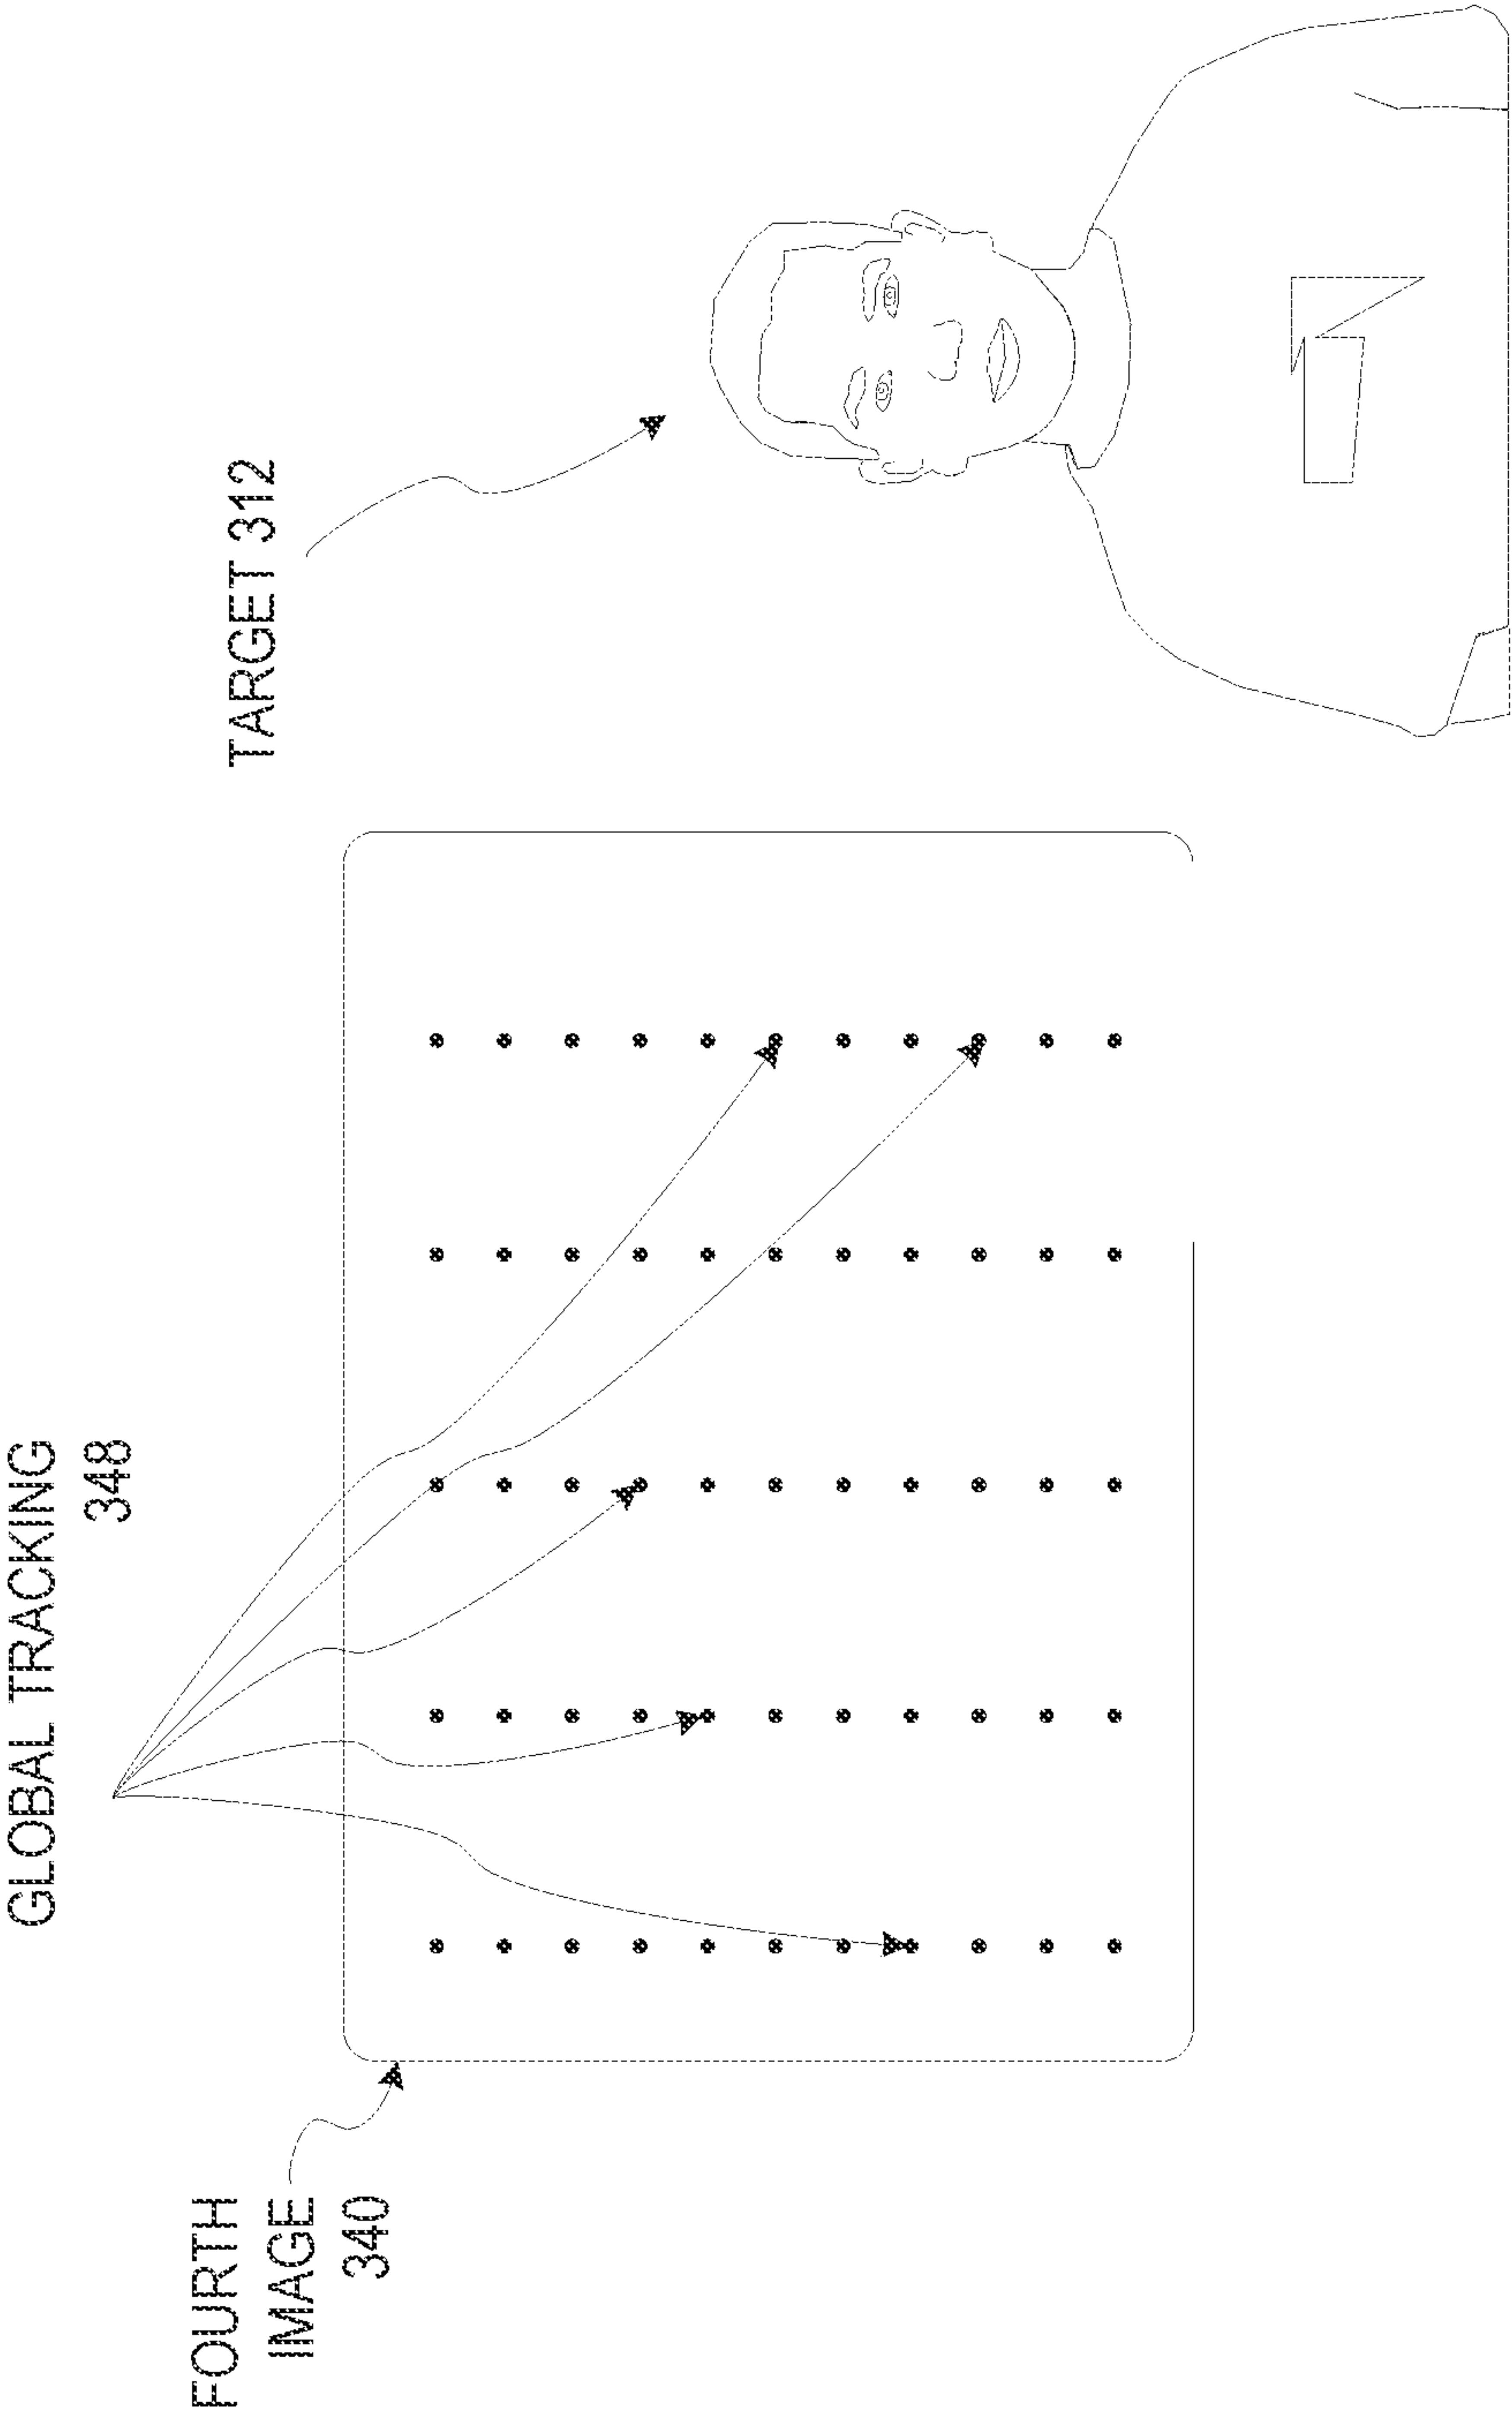 GLOBAL TRACKING
348
FOURTH
IMAGE
340
TARGET 312